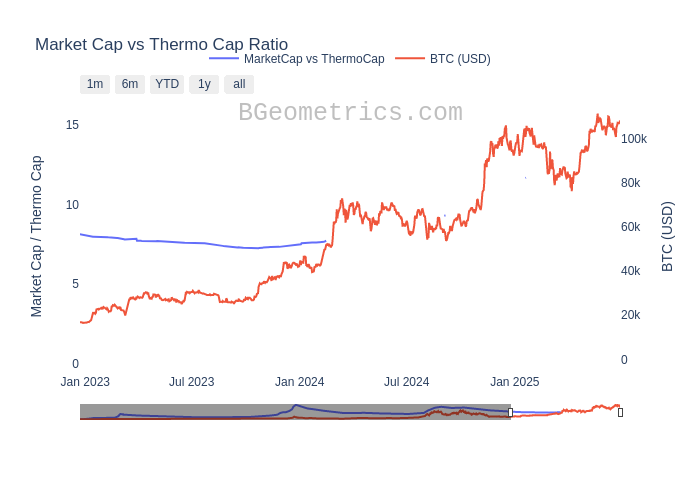 Market Cap vs Thermo Cap Ratio
MarketCap vs ThermoCap
BTC (USD)
1m
6m
YTD
1y
all
BGeometrics.com
15
10
5
0
Market Cap / Thermo Cap
100k
80k
60k
40k
20k
0
BTC (USD)
Jan 2023
Jul 2023
Jan 2024
Jul 2024
Jan 2025